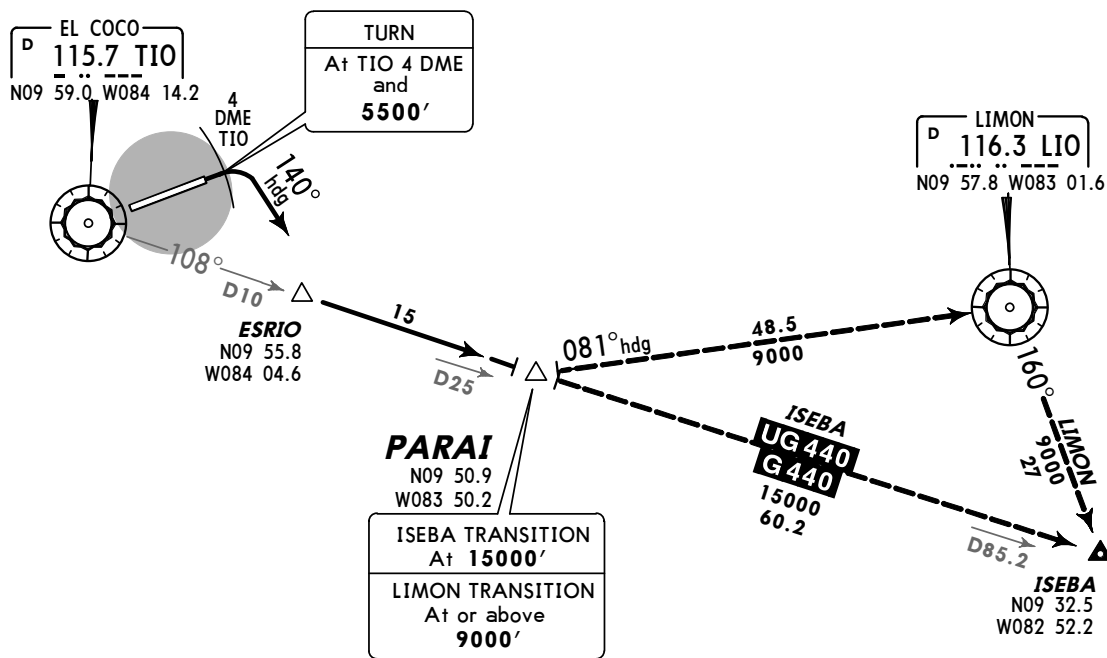 EL COCO
D 115.7 TIO
N09 59.0 W084 14.2
4
DME
TIO
TURN
At TIO 4 DME
and
5500'
140°
hdg
108°
D10
ESRIO
N09 55.8
W084 04.6
15
D25
PARAI
N09 50.9
W083 50.2
ISEBA TRANSITION
At 15000'
LIMON TRANSITION
At or above
9000'
081° hdg
48.5
9000
LIMON
D 116.3 LIO
N09 57.8 W083 01.6
160°
LIMON
9000
27
ISEBA
UG 440
G 440
15000
60.2
D85.2
ISEBA
N09 32.5
W082 52.2